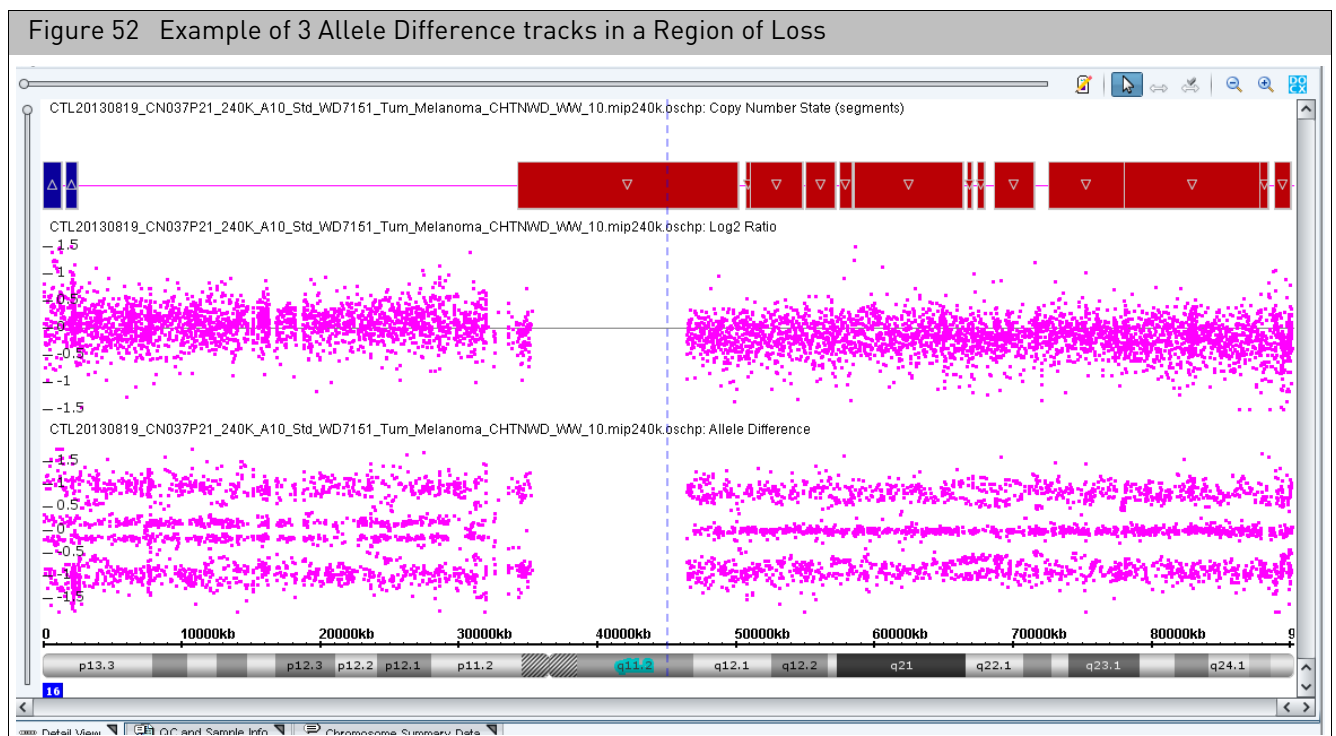 Figure 52 Example of 3 Allele Difference tracks in a Region of Loss
CTL20130819_CN037P21_240K_A10_Std_WD7151_Tum_Melanoma_CHTNWD_WW_10.mip240k.oschp: Copy Number State (segments)
CTL20130819_CN037P21_240K_A10_Std_WD7151_Tum_Melanoma_CHTNWD_WW_10.mip240k.oschp: Log2 Ratio
1.5
1
0.5
0
-0.5
-1
-1.5
CTL20130819_CN037P21_240K_A10_Std_WD7151_Tum_Melanoma_CHTNWD_WW_10.mip240k.oschp: Allele Difference
1.5
1
0.5
0
-0.5
-1
-1.5
0 10000kb 20000kb 30000kb 40000kb 50000kb 60000kb 70000kb 80000kb 9
p13.3 p12.3 p12.2 p12.1 p11.2 q11.2 q12.1 q12.2 q21 q22.1 q23.1 q24.1
16
Detail View QC and Sample Info Chromosome Summary Data